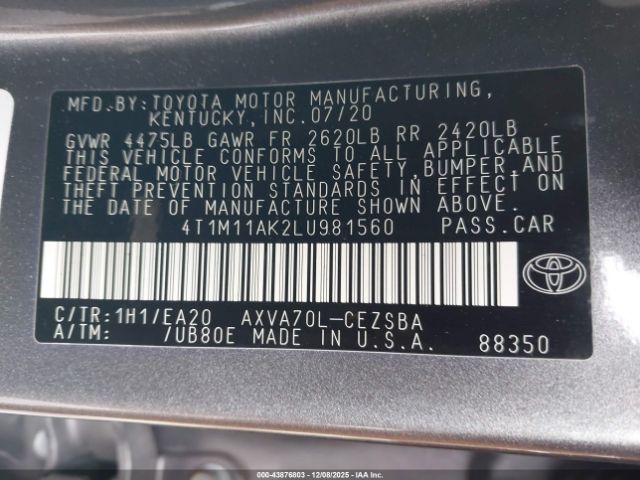 MFD. BY: TOYOTA MOTOR MANUFACTURING,
KENTUCKY, INC. 07/20
GVWR 4475LB GAWR FR 2620LB RR 2420LB
THIS VEHICLE CONFORMS TO ALL APPLICABLE
FEDERAL MOTOR VEHICLE SAFETY, BUMPER, AND
THEFT PREVENTION STANDARDS IN EFFECT ON
THE DATE OF MANUFACTURE SHOWN ABOVE.
4T1M11AK2LU981560 PASS. CAR
C/TR: 1H1/EA20 AXVA70L-CEZSBA
A/TM: /UB80E MADE IN U.S.A. 88350
#00-43876803 - 12/08/2025 - ADACLEAR